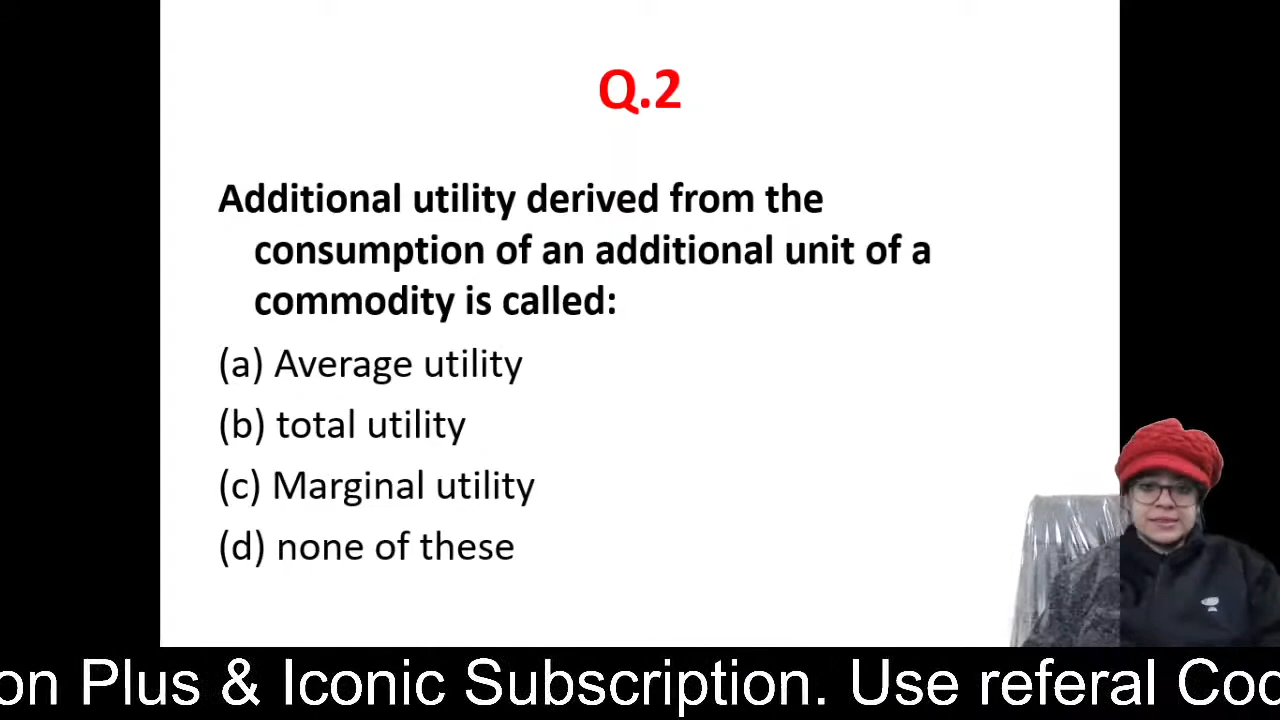 Q.2
Additional utility derived from the
consumption of an additional unit of a
commodity is called:
(a) Average utility
(b) total utility
(c) Marginal utility
(d) none of these
on Plus & Iconic Subscription. Use referal Coc